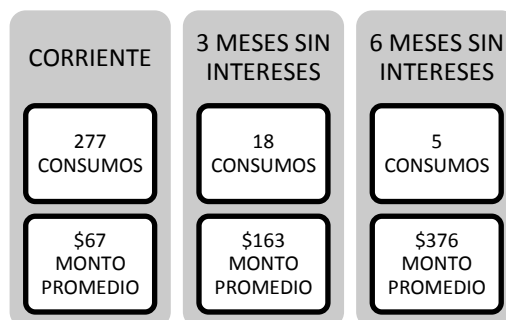 CORRIENTE
277
CONSUMOS
$67
MONTO
PROMEDIO
3 MESES SIN
INTERESES
18
CONSUMOS
$163
MONTO
PROMEDIO
6 MESES SIN
INTERESES
5
CONSUMOS
$376
MONTO
PROMEDIO